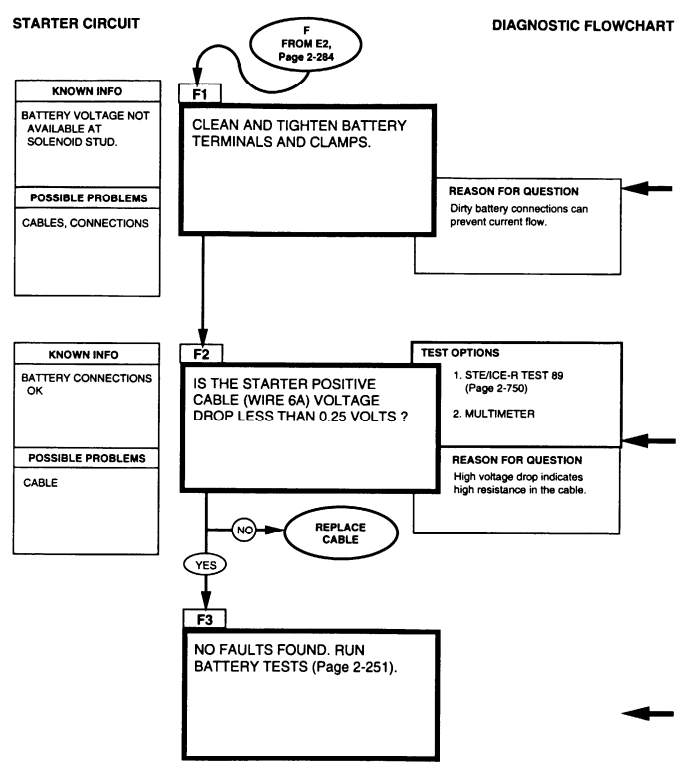 STARTER CIRCUIT
DIAGNOSTIC FLOWCHART
F
FROM E2,
Page 2-284
KNOWN INFO
BATTERY VOLTAGE NOT
AVAILABLE AT
SOLENOID STUD.
POSSIBLE PROBLEMS
CABLES, CONNECTIONS
F1
CLEAN AND TIGHTEN BATTERY
TERMINALS AND CLAMPS.
REASON FOR QUESTION
Dirty battery connections can
prevent current flow.
KNOWN INFO
BATTERY CONNECTIONS
OK
POSSIBLE PROBLEMS
CABLE
F2
IS THE STARTER POSITIVE
CABLE (WIRE 6A) VOLTAGE
DROP LESS THAN 0.25 VOLTS ?
TEST OPTIONS
1. STE/ICE-R TEST 89
(Page 2-750)
2. MULTIMETER
REASON FOR QUESTION
High voltage drop indicates
high resistance in the cable.
NO
REPLACE
CABLE
YES
F3
NO FAULTS FOUND. RUN
BATTERY TESTS (Page 2-251).